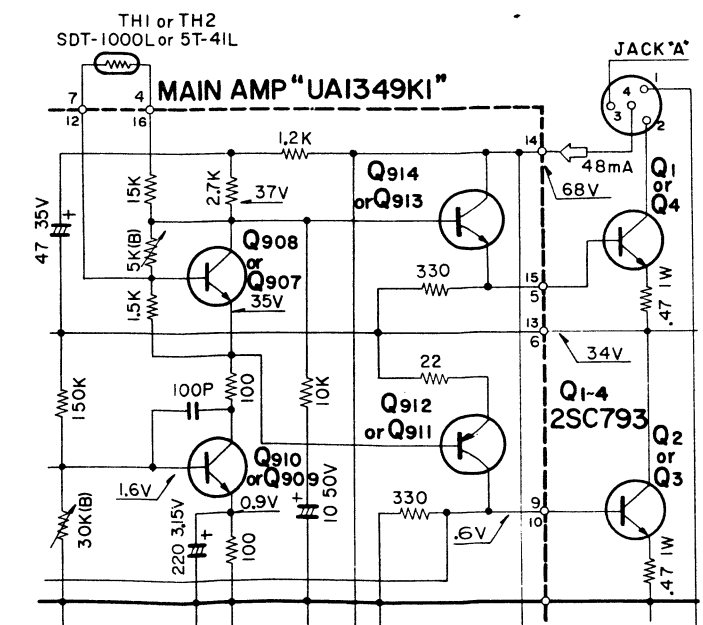 TH1 or TH2
SDT-1000L or 5T-41L
MAIN AMP "UA1349K1"
JACK "A"
7
12
4
16
1
4
3
2
14
48mA
68V
1.2K
15K
2.7K
37V
Q914
or Q913
Q1
or
Q4
47 35V
+
5K(B)
Q908
or
Q907
35V
330
15
5
.47 1W
1.5K
13
6
34V
150K
100P
100
10K
22
Q912
or Q911
Q1-4
2SC793
Q2
or
Q3
1.6V
Q910
or Q909
0.9V
+
10 50V
330
9
10
.6V
30K(B)
220 3.15V
+
100
.47 1W